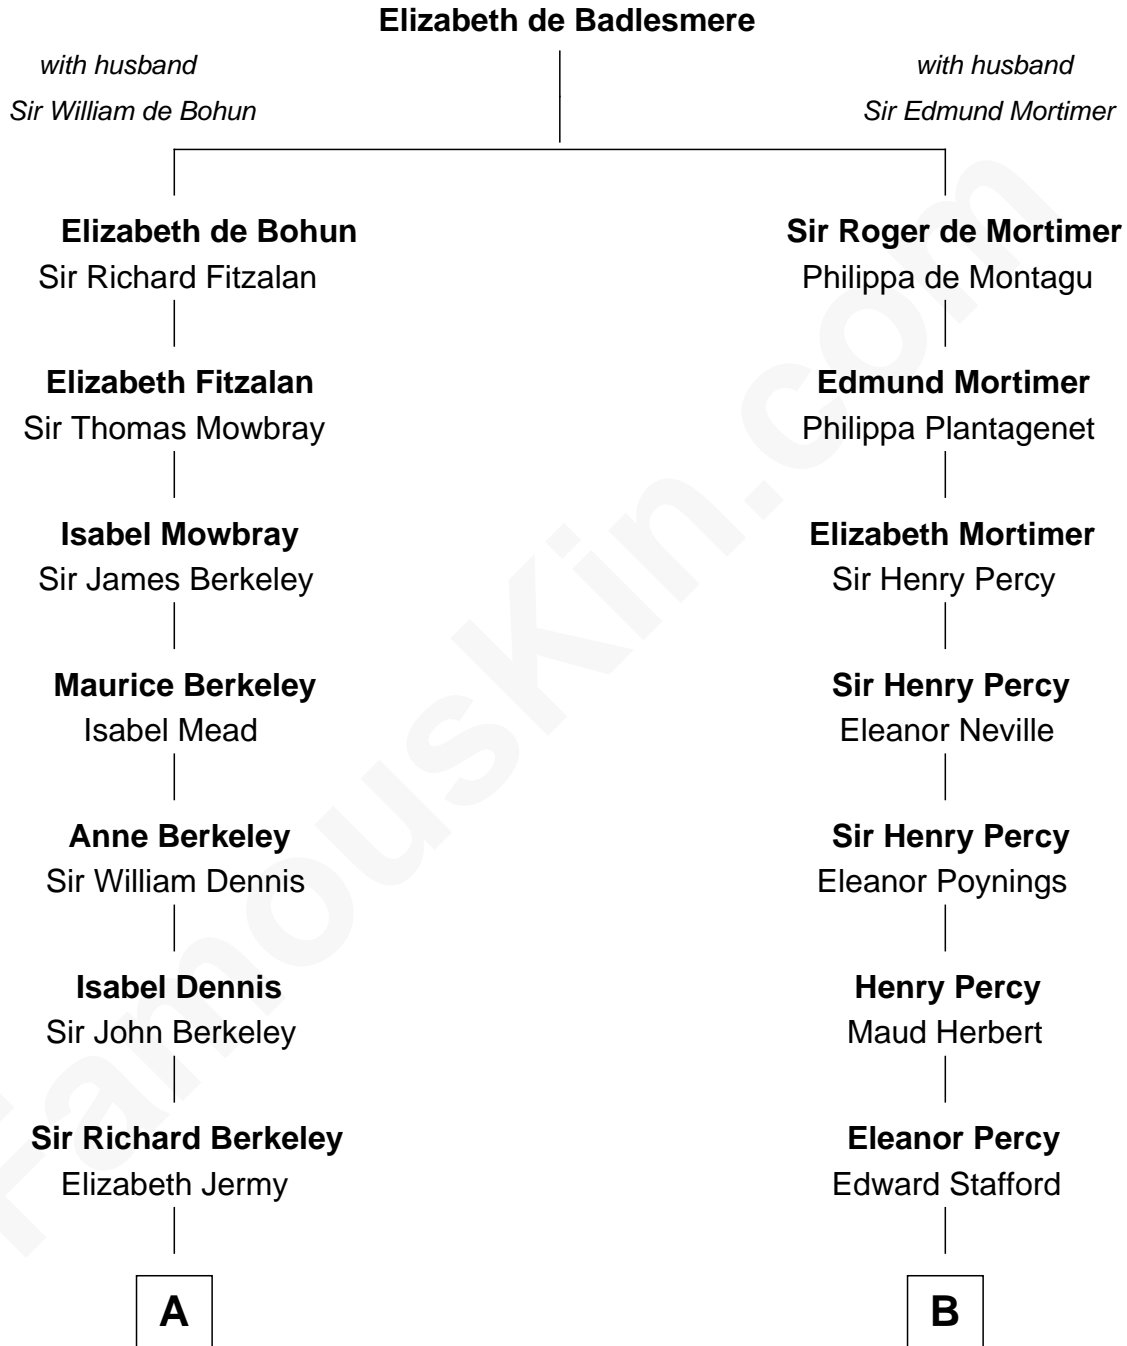 Elizabeth de Badlesmere
with husband
Sir William de Bohun
with husband
Sir Edmund Mortimer
Elizabeth de Bohun
Sir Richard Fitzalan
Elizabeth Fitzalan
Sir Thomas Mowbray
Isabel Mowbray
Sir James Berkeley
Maurice Berkeley
Isabel Mead
Anne Berkeley
Sir William Dennis
Isabel Dennis
Sir John Berkeley
Sir Richard Berkeley
Elizabeth Jermy
A
Sir Roger de Mortimer
Philippa de Montagu
Edmund Mortimer
Philippa Plantagenet
Elizabeth Mortimer
Sir Henry Percy
Sir Henry Percy
Eleanor Neville
Sir Henry Percy
Eleanor Poynings
Henry Percy
Maud Herbert
Eleanor Percy
Edward Stafford
B
FamousKin.com